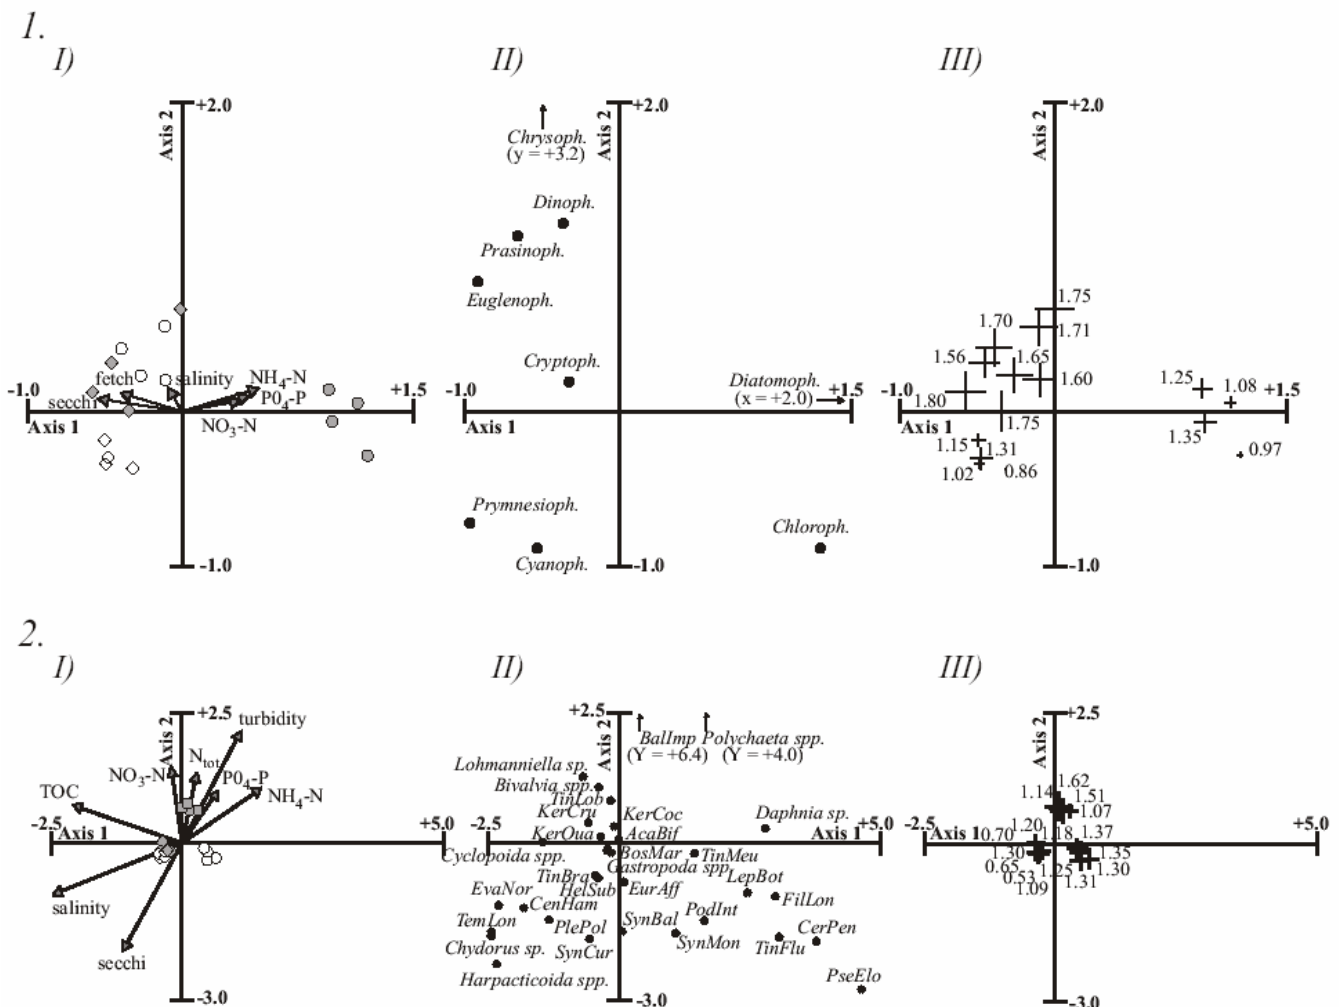 1.
I)
II)
III)
+2.0
Axis 2
fetch
salinity
NH4-N
secchi
P04-P
NO3-N
-1.0
+1.5
Axis 1
-1.0
+2.0
Axis 2
Chrysoph.
(y = +3.2)
Dinoph.
Prasinoph.
Euglenoph.
Cryptoph.
Diatomoph.
(x = +2.0)
-1.0
+1.5
Axis 1
Prymnesioph.
Chloroph.
Cyanoph.
-1.0
+2.0
Axis 2
1.75
1.70
1.71
1.56
1.65
1.60
1.80
1.75
1.25
1.08
1.35
0.97
-1.0
+1.5
Axis 1
1.15
1.31
1.02
0.86
-1.0
2.
I)
II)
III)
+2.5
Axis 2
turbidity
Ntot
NO3-N
P04-P
TOC
NH4-N
-2.5
Axis 1
+5.0
salinity
secchi
-3.0
+2.5
Axis 2
BalImp
Polychaeta spp.
(Y = +6.4)
(Y = +4.0)
Lohmanniella sp.
Bivalvia spp.
TinLob
KerCru
KerCoc
Daphnia sp.
-2.5
KerQua
AcaBif
Axis 1
+5.0
Cyclopoida spp.
BosMar
TinMeu
Gastropoda spp.
TinBra
HelSub
EurAff
LepBot
EvaNor
CenHam
FilLon
TemLon
PlePol
SynBal
PodInt
CerPen
Chydorus sp.
SynCur
SynMon
TinFlu
Harpacticoida spp.
PseElo
-3.0
+2.5
Axis 2
1.62
1.14
1.51
1.07
1.20
-2.5
Axis 1
0.70
1.18
1.37
+5.0
1.30
1.35
0.65
1.25
1.30
0.53
1.31
1.09
-3.0